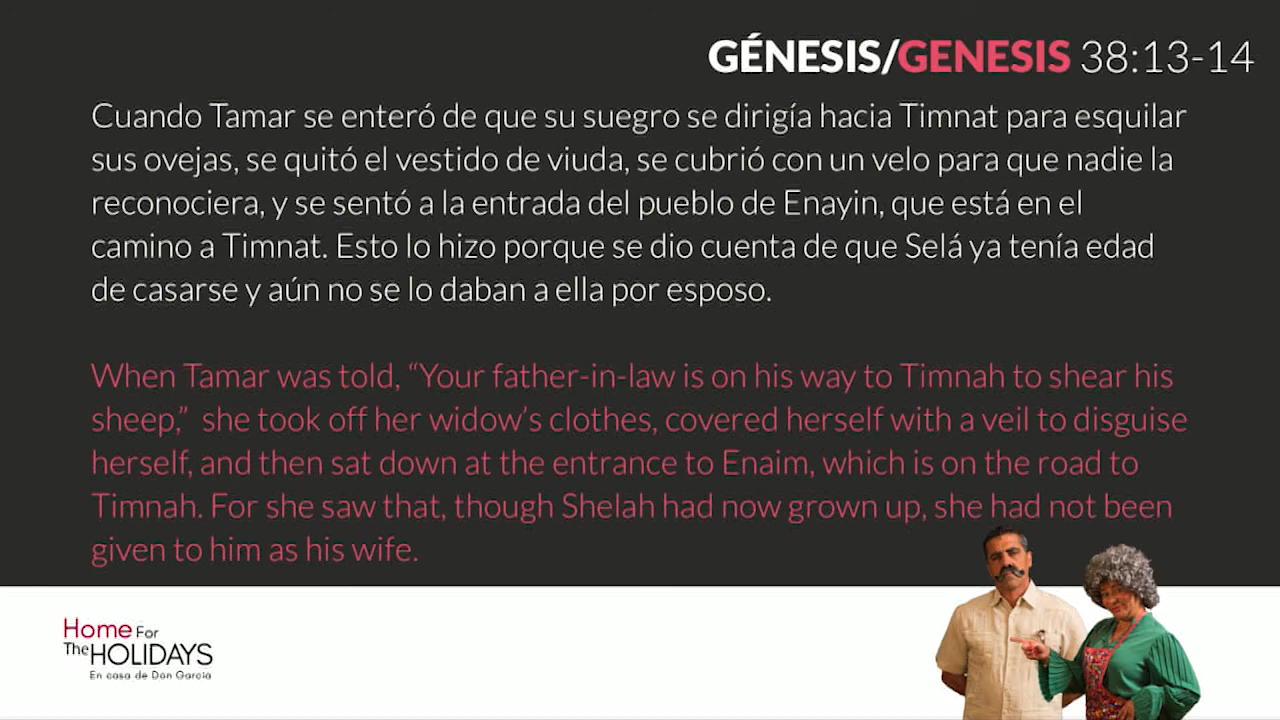 GÉNESIS/GENESIS 38:13-14
Cuando Tamar se enteró de que su suegro se dirigía hacia Timnat para esquilar
sus ovejas, se quitó el vestido de viuda, se cubrió con un velo para que nadie la
reconociera, y se sentó a la entrada del pueblo de Enayin, que está en el
camino a Timnat. Esto lo hizo porque se dio cuenta de que Selá ya tenía edad
de casarse y aún no se lo daban a ella por esposo.
When Tamar was told, “Your father-in-law is on his way to Timnah to shear his
sheep,”  she took off her widow’s clothes, covered herself with a veil to disguise
herself, and then sat down at the entrance to Enaim, which is on the road to
Timnah. For she saw that, though Shelah had now grown up, she had not been
given to him as his wife.
Home For
The HOLIDAYS
En casa de Don García